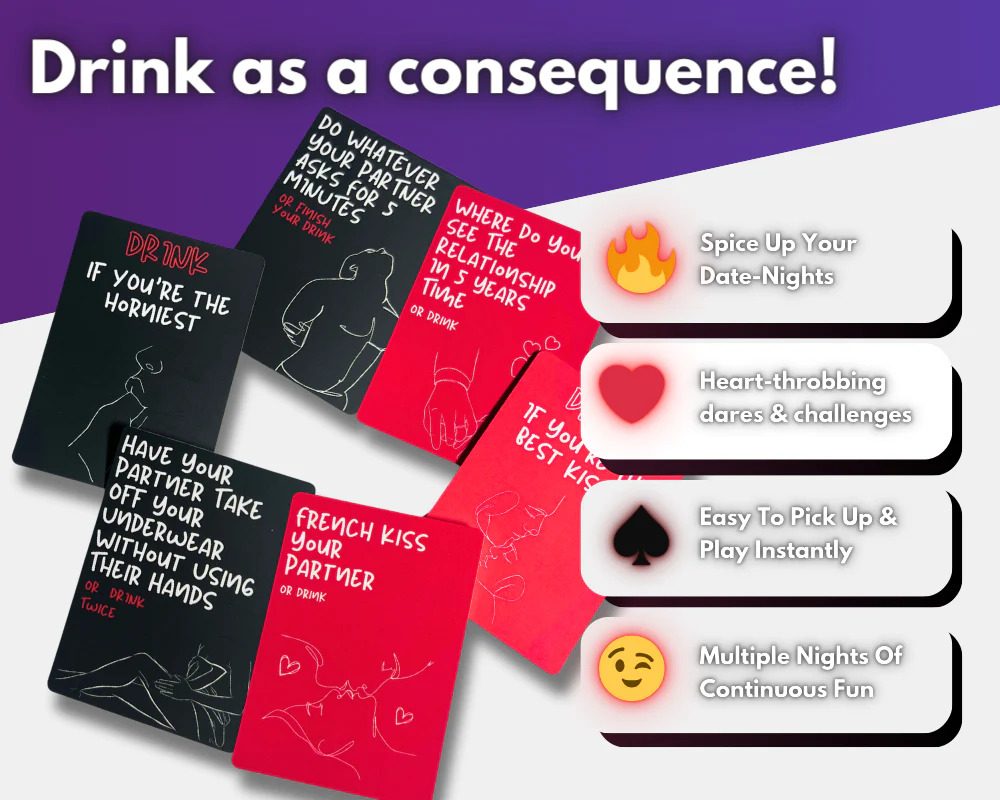 Drink as a consequence!
DO WHATEVER
YOUR PARTNER
ASKS FOR 5
MINUTES
OR FINISH
YOUR DRINK
WHERE DO YOU
SEE THE
RELATIONSHIP
IN 5 YEARS
TIME
OR DRINK
DRINK
IF YOU'RE THE
HORNIEST
IF YOU'RE
BEST
HAVE YOUR
PARTNER TAKE
OFF YOUR
UNDERWEAR
WITHOUT USING
THEIR HANDS
OR DRINK
TWICE
FRENCH KISS
YOUR
PARTNER
OR DRINK
Spice Up Your
Date-Nights
Heart-throbbing
dares & challenges
Easy To Pick Up &
Play Instantly
Multiple Nights Of
Continuous Fun